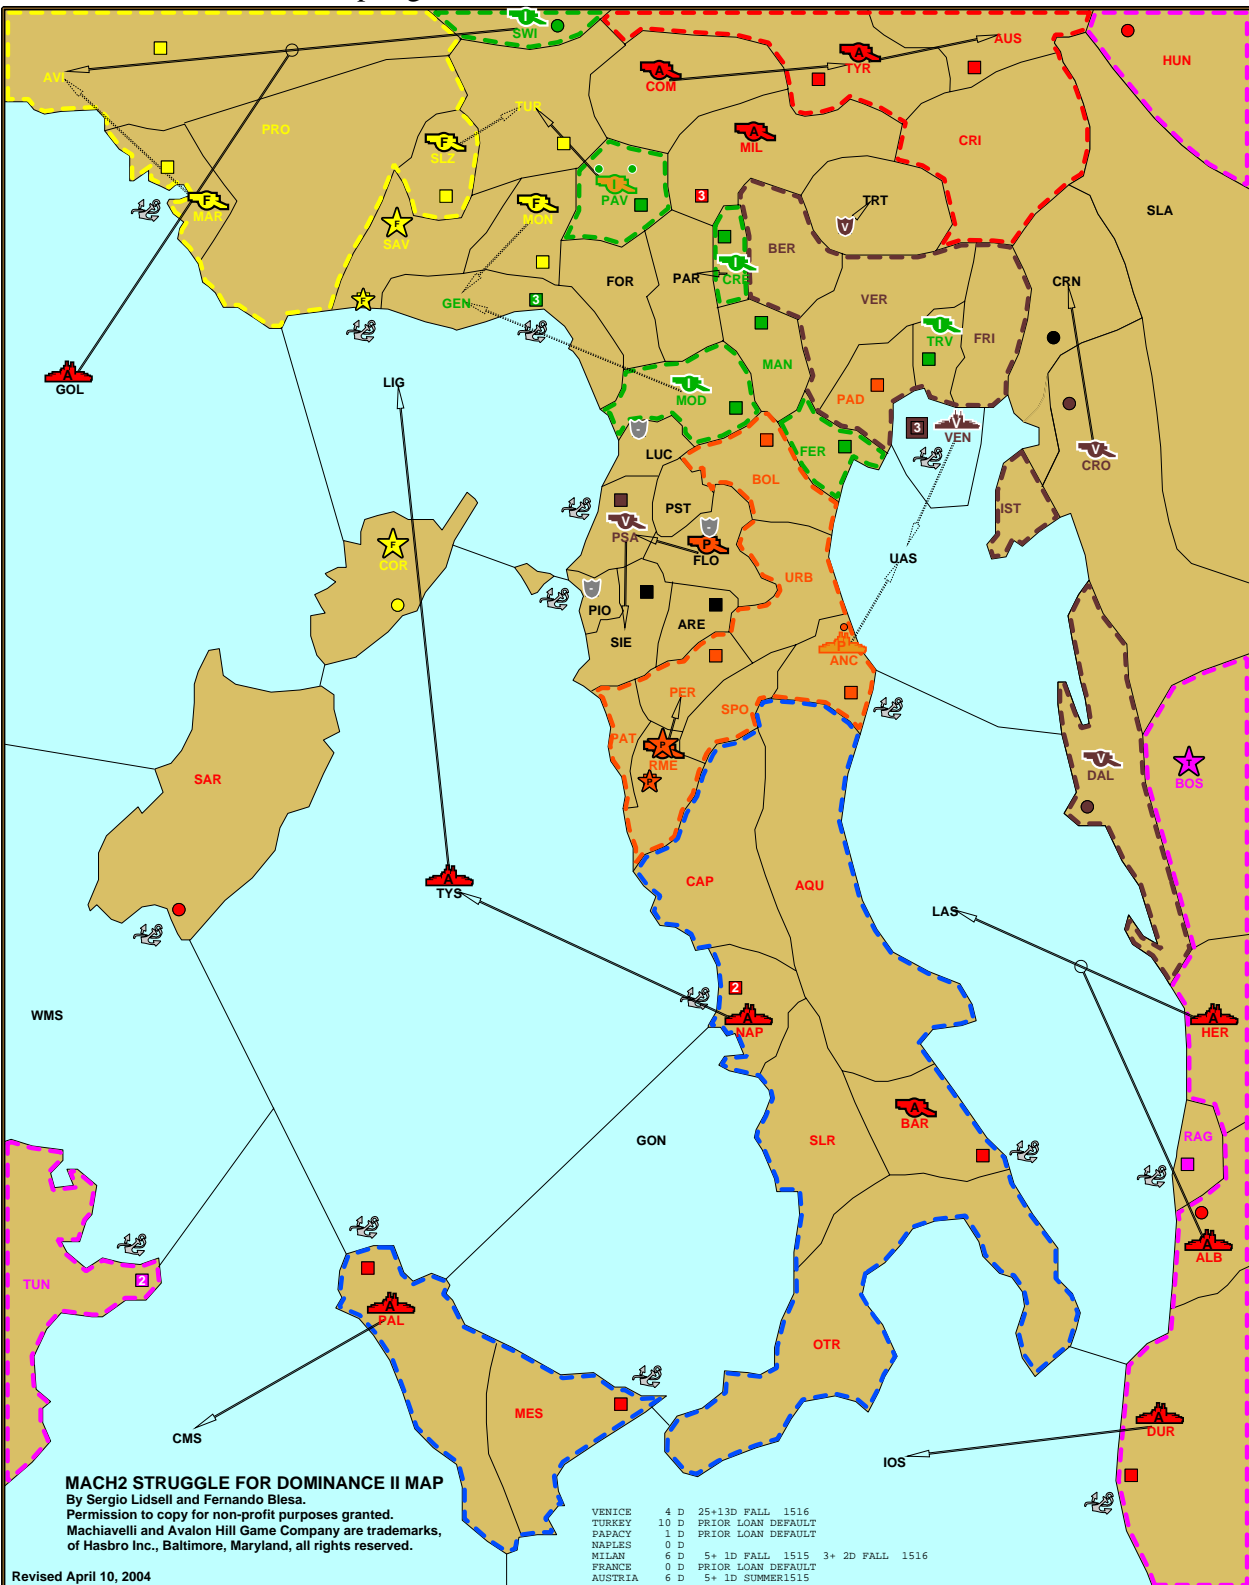 SWI
AUS
TYR
COM
HUN
AVI
TUR
PRO
SLZ
MIL
CRI
PAV
3
MAR
MON
TRT
SLA
SAV
BER
CRE
PAR
FOR
VER
CRN
GEN
3
TRV
FRI
MAN
GOL
LIG
MOD
PAD
3
VEN
LUC
FER
BOL
CRO
PST
IST
PSA
FLO
COR
URB
UAS
PIO
ARE
SIE
ANC
PER
SPO
PAT
RME
SAR
DAL
BOS
CAP
AQU
TYS
LAS
2
WMS
NAP
HER
BAR
GON
SLR
RAG
ALB
TUN
2
PAL
OTR
MES
CMS
DUR
IOS
MACH2 STRUGGLE FOR DOMINANCE II MAP
By Sergio Lidsell and Fernando Blesa.
Permission to copy for non-profit purposes granted.
Machiavelli and Avalon Hill Game Company are trademarks,
of Hasbro Inc., Baltimore, Maryland, all rights reserved.
Revised April 10, 2004
VENICE 4 D 25+13D FALL 1516
TURKEY 10 D PRIOR LOAN DEFAULT
PAPACY 1 D PRIOR LOAN DEFAULT
NAPLES 0 D
MILAN 6 D 5+ 1D FALL 1515 3+ 2D FALL 1516
FRANCE 0 D PRIOR LOAN DEFAULT
AUSTRIA 6 D 5+ 1D SUMMER1515